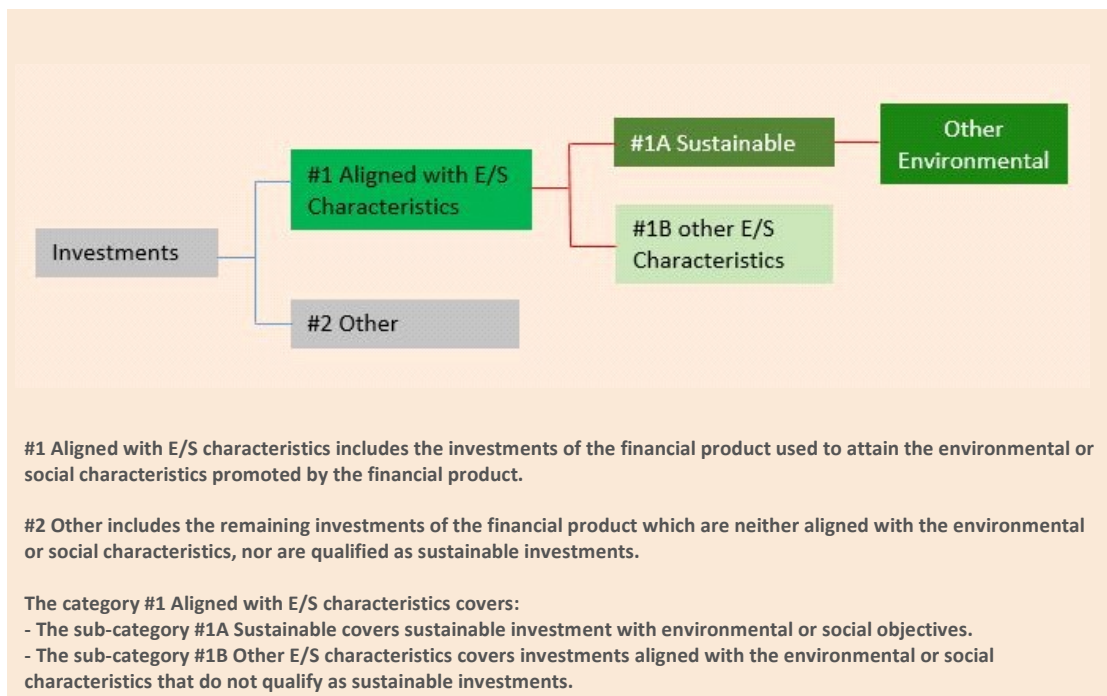 Other
#1A Sustainable
Environmental
#1 Aligned with E/S
Characteristics
#1B other E/S
Characteristics
Investments
#2 Other
#1 Aligned with E/S characteristics includes the investments of the financial product used to attain the environmental or
social characteristics promoted by the financial product.
#2 Other includes the remaining investments of the financial product which are neither aligned with the environmental
or social characteristics, nor are qualified as sustainable investments.
The category #1 Aligned with E/S characteristics covers:
- The sub-category #1A Sustainable covers sustainable investment with environmental or social objectives.
- The sub-category #1B Other E/S characteristics covers investments aligned with the environmental or social
characteristics that do not qualify as sustainable investments.